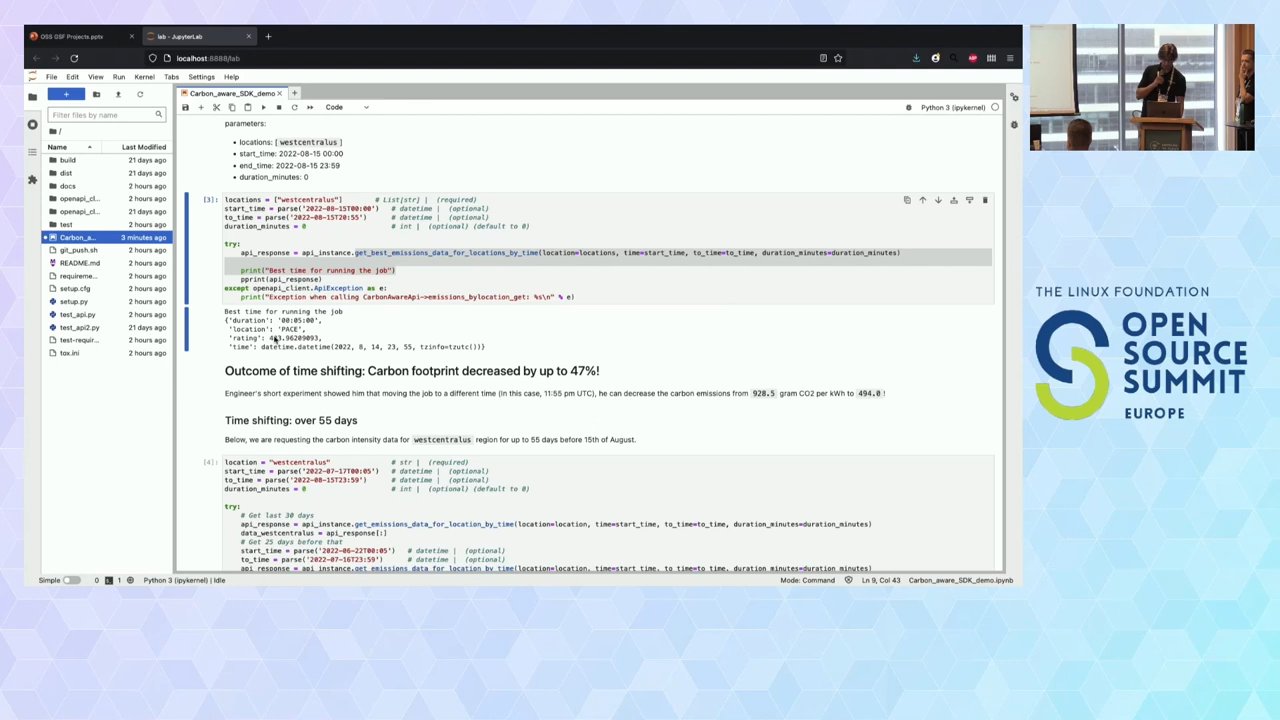 OSS GSF Projects.pptx
lab - JupyterLab
localhost:8888/lab
File Edit View Run Kernel Tabs Settings Help
Carbon_aware_SDK_demo
Code
Python 3 (ipykernel)
Filter files by name
/
Name Last Modified
build 21 days ago
dist 21 days ago
docs 2 hours ago
openapi_cl... 2 hours ago
openapi_cl... 21 days ago
test 2 hours ago
Carbon_a... 3 minutes ago
git_push.sh 2 hours ago
README.md 2 hours ago
requireme... 2 hours ago
setup.cfg 2 hours ago
setup.py 2 hours ago
test_api.py 2 hours ago
test_api2.py 21 days ago
test-requir... 2 hours ago
tox.ini 2 hours ago
parameters:
• locations: [ westcentralus ]
• start_time: 2022-08-15 00:00
• end_time: 2022-08-15 23:59
• duration_minutes: 0
[3]:
locations = ["westcentralus"] # List[str] | (required)
start_time = parse('2022-08-15T00:00') # datetime | (optional)
to_time = parse('2022-08-15T20:55') # datetime | (optional)
duration_minutes = 0 # int | (optional) (default to 0)
try:
api_response = api_instance.get_best_emissions_data_for_locations_by_time(location=locations, time=start_time, to_time=to_time, duration_minutes=duration_minutes)
print("Best time for running the job")
pprint(api_response)
except openapi_client.ApiException as e:
print("Exception when calling CarbonAwareApi->emissions_bylocation_get: %s\n" % e)
Best time for running the job
{'duration': '00:05:00',
'location': 'PACE',
'rating': 493.96209093,
'time': datetime.datetime(2022, 8, 14, 23, 55, tzinfo=tzutc())}
Outcome of time shifting: Carbon footprint decreased by up to 47%!
Engineer's short experiment showed him that moving the job to a different time (In this case, 11:55 pm UTC), he can decrease the carbon emissions from 928.5 gram CO2 per kWh to 494.0 !
Time shifting: over 55 days
Below, we are requesting the carbon intensity data for westcentralus region for up to 55 days before 15th of August.
[4]:
location = "westcentralus" # str | (required)
start_time = parse('2022-07-17T00:05') # datetime | (optional)
to_time = parse('2022-08-15T23:59') # datetime | (optional)
duration_minutes = 0 # int | (optional) (default to 0)
try:
# Get last 30 days
api_response = api_instance.get_emissions_data_for_location_by_time(location=location, time=start_time, to_time=to_time, duration_minutes=duration_minutes)
data_westcentralus = api_response[:]
# Get 25 days before that
start_time = parse('2022-06-22T00:05') # datetime | (optional)
to_time = parse('2022-07-16T23:59') # datetime | (optional)
api_response = api_instance.get_emissions_data_for_location_by_time(location=location, time=start_time, to_time=to_time, duration_minutes=duration_minutes)
Simple 0 1 Python 3 (ipykernel) | Idle
Mode: Command Ln 9, Col 43 Carbon_aware_SDK_demo.ipynb
THE LINUX FOUNDATION
OPEN
SOURCE
SUMMIT
EUROPE